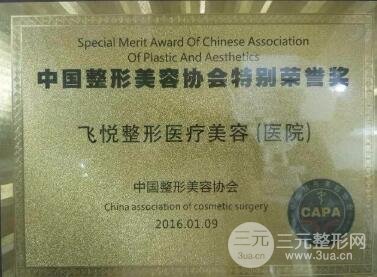 Special Merit Award Of Chinese Association
Of Plastic And Aesthetics
中国整形美容协会特别荣誉奖
飞悦整形医疗美容(医院)
中国整形美容协会
China association of cosmetic surgery
2016.01.09
CAPA
三元 三元整形网
www.3ua.cn 3ua.cn